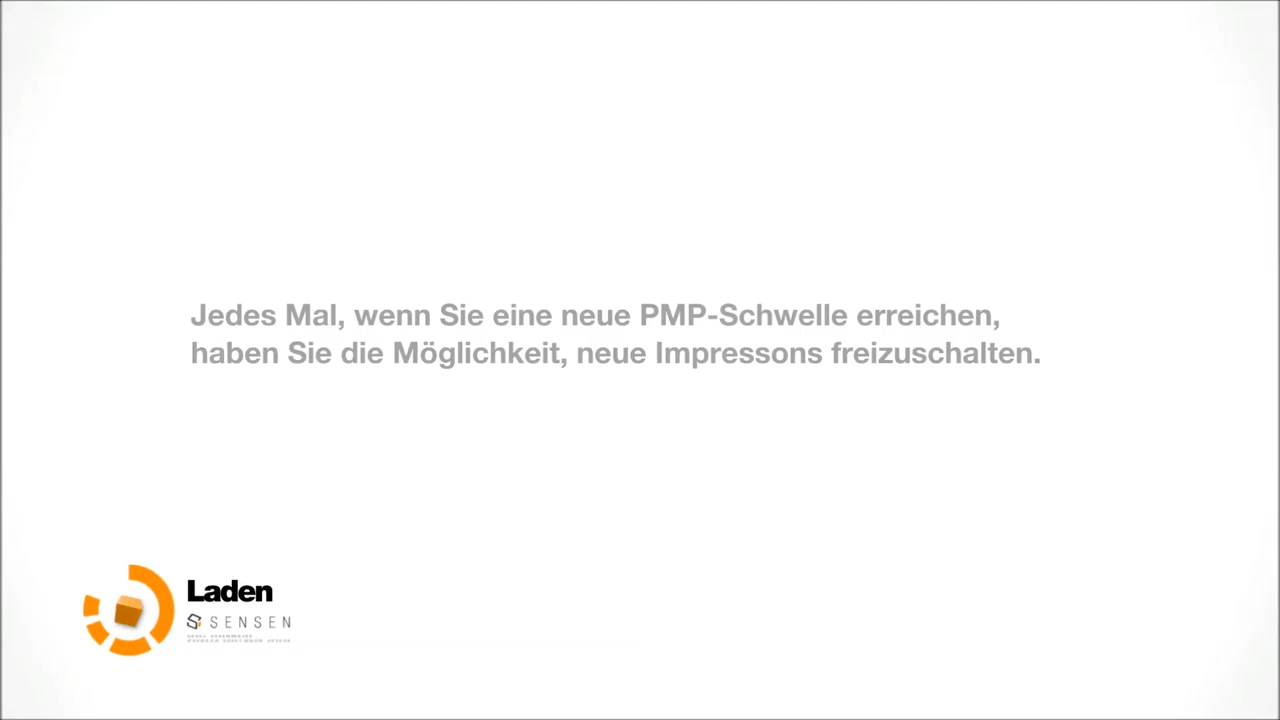 Jedes Mal, wenn Sie eine neue PMP-Schwelle erreichen,
haben Sie die Möglichkeit, neue Impressons freizuschalten.
Laden
SENSEN